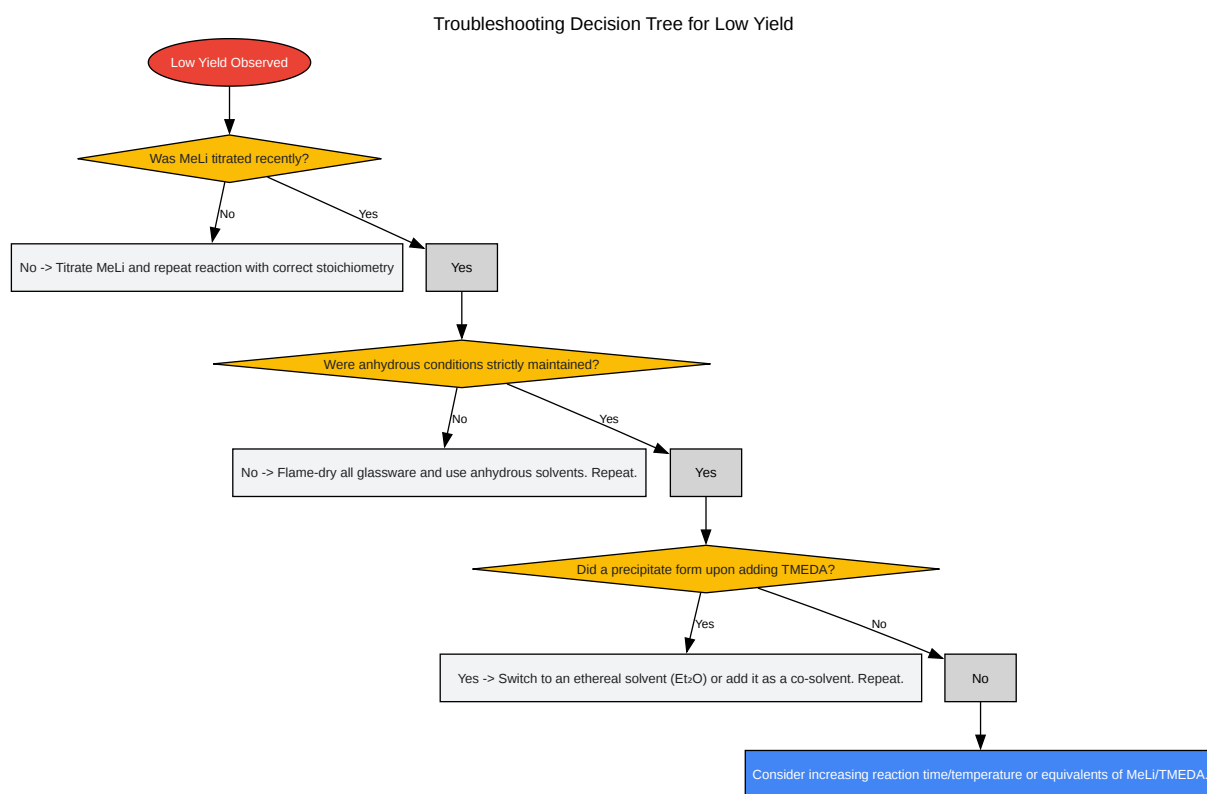 Troubleshooting Decision Tree for Low Yield
Low Yield Observed
Was MeLi titrated recently?
No
Yes
No -> Titrate MeLi and repeat reaction with correct stoichiometry
Yes
Were anhydrous conditions strictly maintained?
No
Yes
No -> Flame-dry all glassware and use anhydrous solvents. Repeat.
Yes
Did a precipitate form upon adding TMEDA?
Yes
No
Yes -> Switch to an ethereal solvent (Et₂O) or add it as a co-solvent. Repeat.
No
Consider increasing reaction time/temperature or equivalents of MeLi/TMEDA.